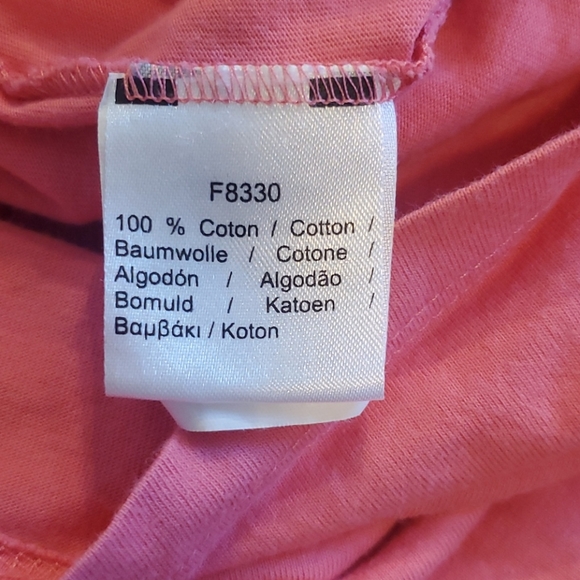 F8330
100 % Coton / Cotton /
Baumwolle / Cotone /
Algodón / Algodão /
Bomuld / Katoen /
Βαμβάκι / Koton